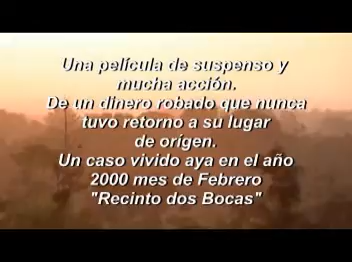 Una película de suspenso y
mucha acción.
De un dinero robado que nunca
tuvo retorno a su lugar
de orígen.
Un caso vivido aya en el año
2000 mes de Febrero
"Recinto dos Bocas"